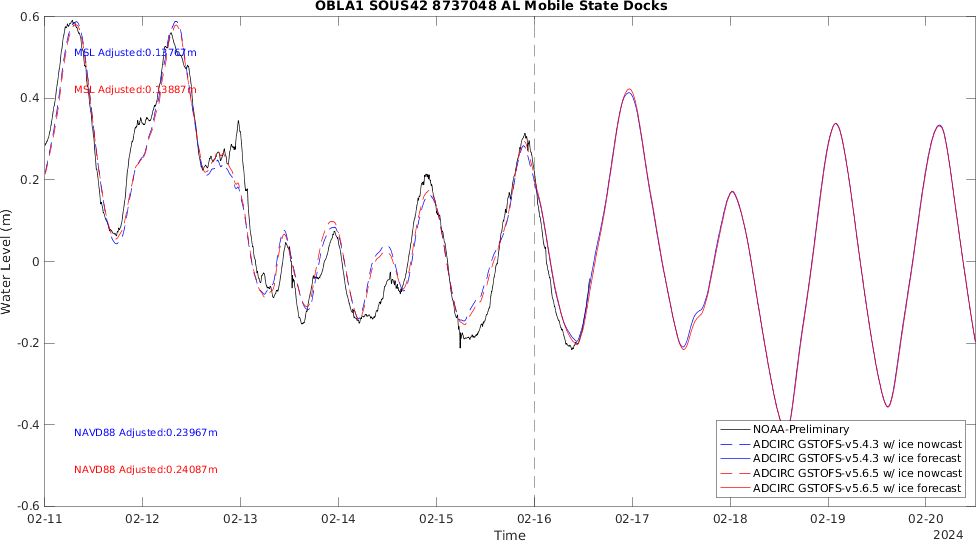 OBLA1 SOUS42 8737048 AL Mobile State Docks
0.6
0.4
0.2
0
-0.2
-0.4
-0.6
Water Level (m)
MSL Adjusted:0.13767m
MSL Adjusted:0.13887m
NAVD88 Adjusted:0.23967m
NAVD88 Adjusted:0.24087m
NOAA-Preliminary
ADCIRC GSTOFS-v5.4.3 w/ ice nowcast
ADCIRC GSTOFS-v5.4.3 w/ ice forecast
ADCIRC GSTOFS-v5.6.5 w/ ice nowcast
ADCIRC GSTOFS-v5.6.5 w/ ice forecast
02-11 02-12 02-13 02-14 02-15 02-16 02-17 02-18 02-19 02-20
Time
2024